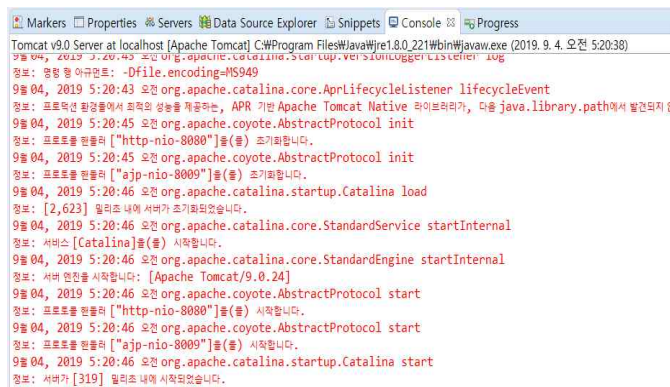 Markers Properties Servers Data Source Explorer Snippets Console Progress
Tomcat v9.0 Server at localhost [Apache Tomcat] C:₩Program Files₩Java₩jre1.8.0_221₩bin₩javaw.exe (2019. 9. 4. 오전 5:20:38)
9월 04, 2019 5:20:43 오전 org.apache.catalina.startup.VersionLoggerListener log
정보: 명령 행 아규먼트: -Dfile.encoding=MS949
9월 04, 2019 5:20:43 오전 org.apache.catalina.core.AprLifecycleListener lifecycleEvent
정보: 프로덕션 환경들에서 최적의 성능을 제공하는, APR 기반 Apache Tomcat Native 라이브러리가, 다음 java.library.path에서 발견되지
9월 04, 2019 5:20:45 오전 org.apache.coyote.AbstractProtocol init
정보: 프로토콜 핸들러 ["http-nio-8080"]을(를) 초기화합니다.
9월 04, 2019 5:20:45 오전 org.apache.coyote.AbstractProtocol init
정보: 프로토콜 핸들러 ["ajp-nio-8009"]을(를) 초기화합니다.
9월 04, 2019 5:20:46 오전 org.apache.catalina.startup.Catalina load
정보: [2,623] 밀리초 내에 서버가 초기화되었습니다.
9월 04, 2019 5:20:46 오전 org.apache.catalina.core.StandardService startInternal
정보: 서비스 [Catalina]을(를) 시작합니다.
9월 04, 2019 5:20:46 오전 org.apache.catalina.core.StandardEngine startInternal
정보: 서버 엔진을 시작합니다: [Apache Tomcat/9.0.24]
9월 04, 2019 5:20:46 오전 org.apache.coyote.AbstractProtocol start
정보: 프로토콜 핸들러 ["http-nio-8080"]을(를) 시작합니다.
9월 04, 2019 5:20:46 오전 org.apache.coyote.AbstractProtocol start
정보: 프로토콜 핸들러 ["ajp-nio-8009"]을(를) 시작합니다.
9월 04, 2019 5:20:46 오전 org.apache.catalina.startup.Catalina start
정보: 서버가 [319] 밀리초 내에 시작되었습니다.